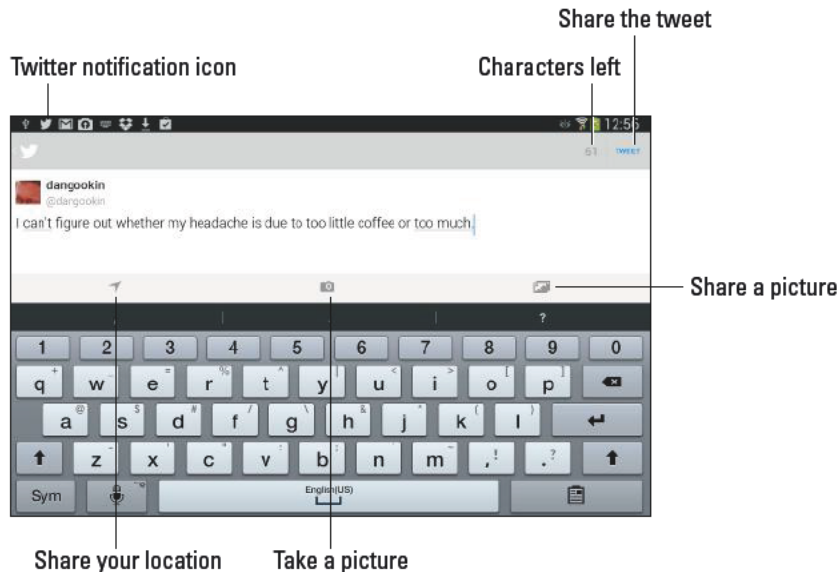 Share the tweet
Twitter notification icon
Characters left
12:55
61 TWEET
dangookin
@dangookin
I can't figure out whether my headache is due to too little coffee or too much.
Share a picture
?
1 2 3 4 5 6 7 8 9 0
q + w _ e = r % t ^ y | u < i > o [ p ]
a @ s $ d # f / g \ h & j * k ( l )
z - x ' c " v : b ; n m ~ , ! . ?
Sym English(US)
Share your location
Take a picture